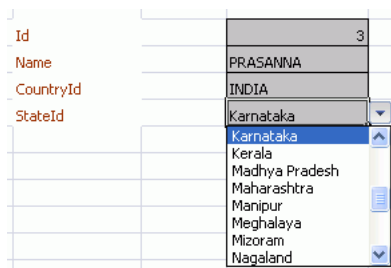 Id 3
Name PRASANNA
CountryId INDIA
StateId Karnataka
Karnataka
Kerala
Madhya Pradesh
Maharashtra
Manipur
Meghalaya
Mizoram
Nagaland